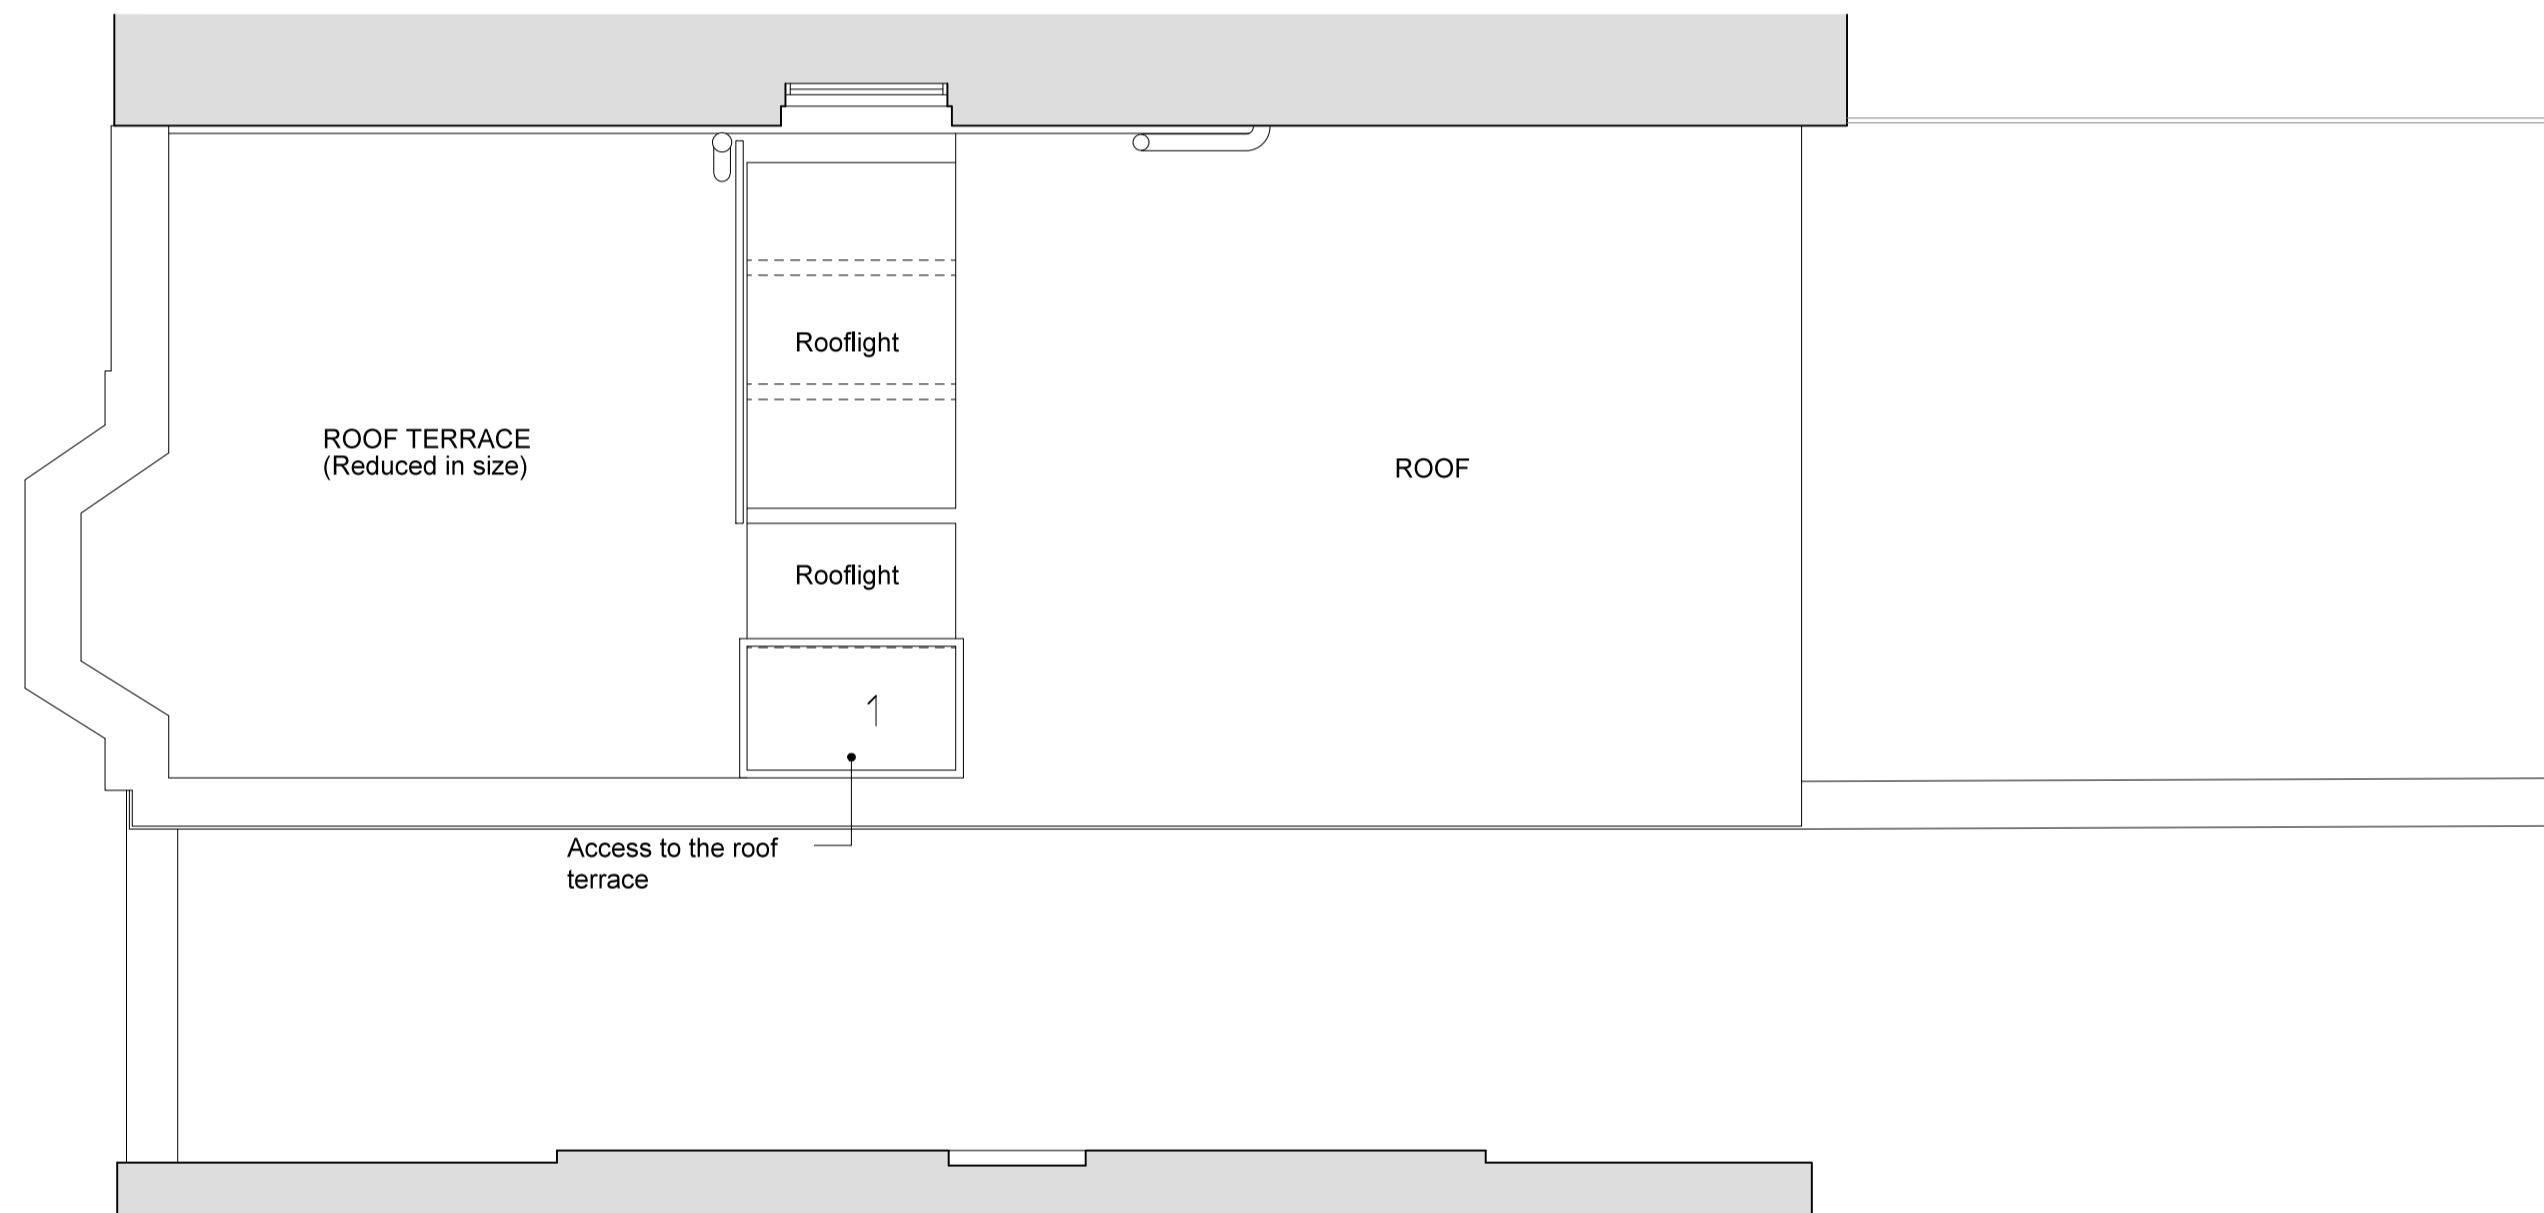 Rooflight
ROOF TERRACE
(Reduced in size)
ROOF
Rooflight
1
Access to the roof
terrace